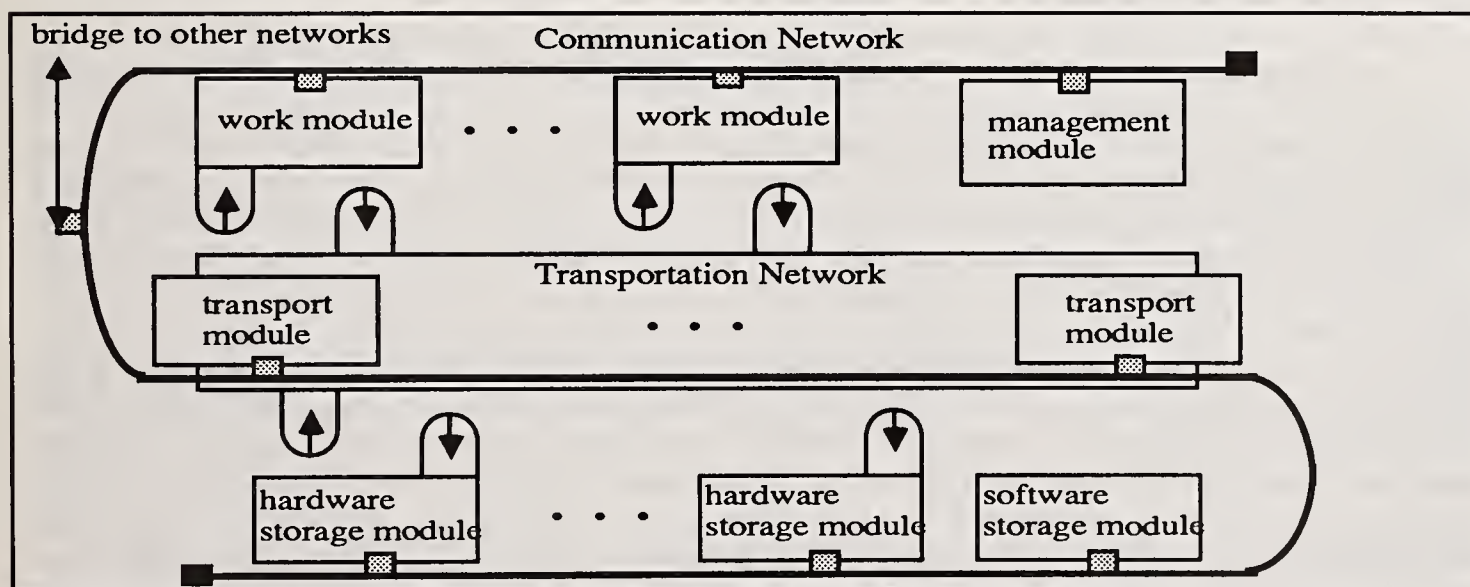 bridge to other networks
Communication Network
work module
. . .
work module
management
module
Transportation Network
transport
module
. . .
transport
module
hardware
storage module
. . .
hardware
storage module
software
storage module